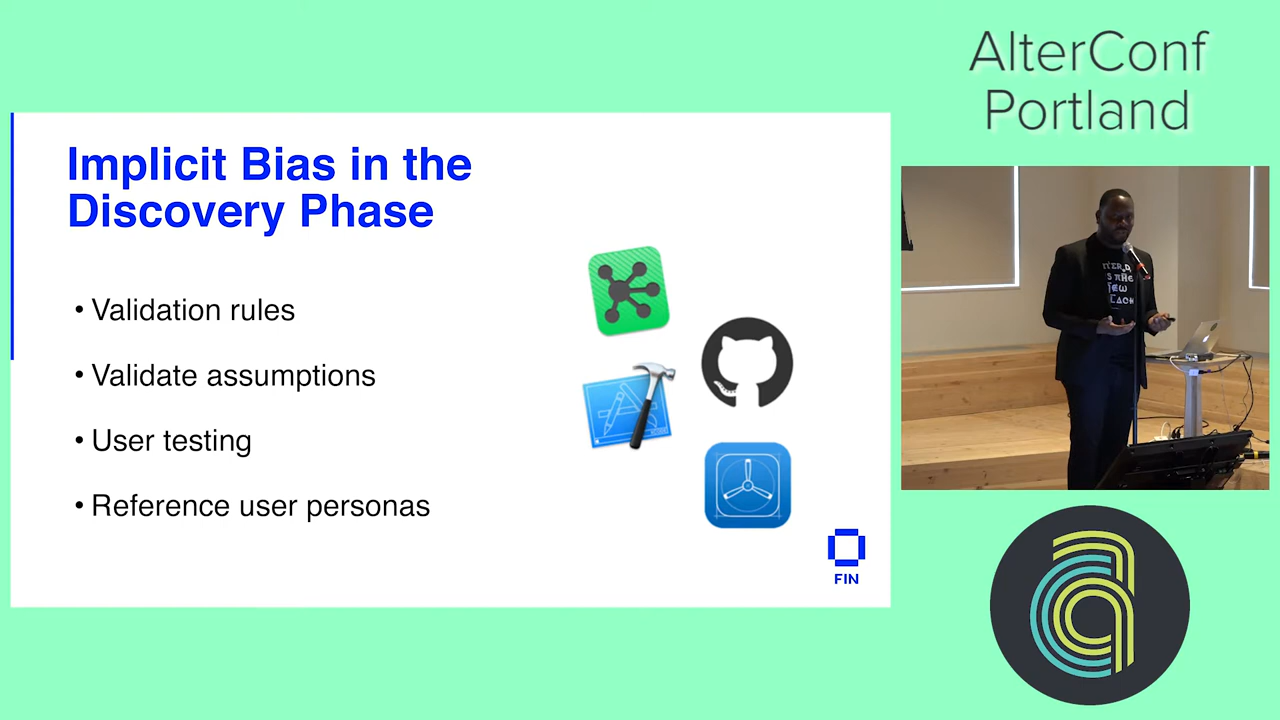 AlterConf
Portland
Implicit Bias in the
Discovery Phase
• Validation rules
• Validate assumptions
• User testing
• Reference user personas
FIN